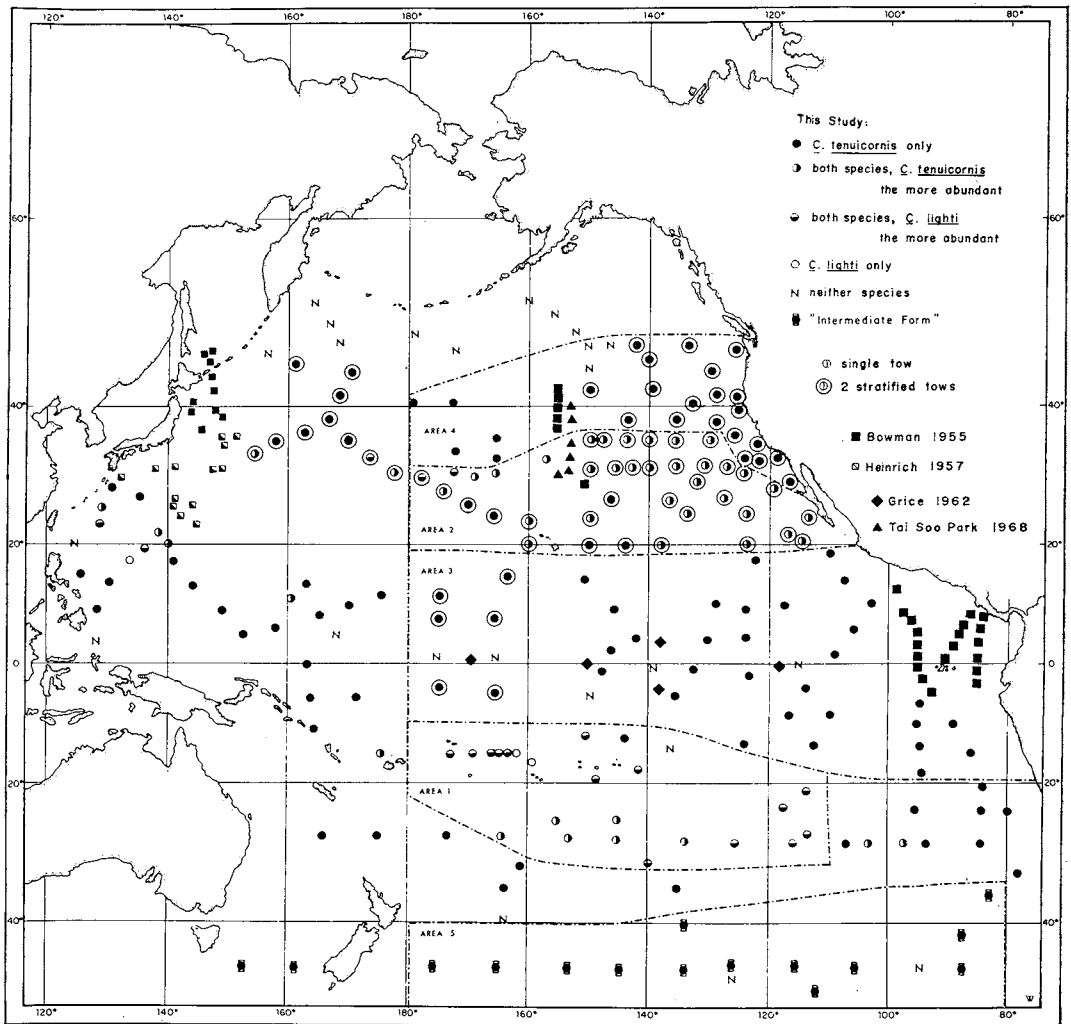 120° 140° 160° 180° 160° 140° 120° 100° 80°
This Study:
C. tenuicornis only
both species, C. tenuicornis
the more abundant
60° 60°
both species, C. lighti
the more abundant
C. lighti only
N neither species
"Intermediate Form"
single tow
2 stratified tows
40° 40°
AREA 4
Bowman 1955
Heinrich 1957
Grice 1962
Tai Soo Park 1968
AREA 2
20° 20°
AREA 3
0 0
20° 20°
AREA 1
40° 40°
AREA 5
120° 140° 160° 180° 160° 140° 120° 100° 80°